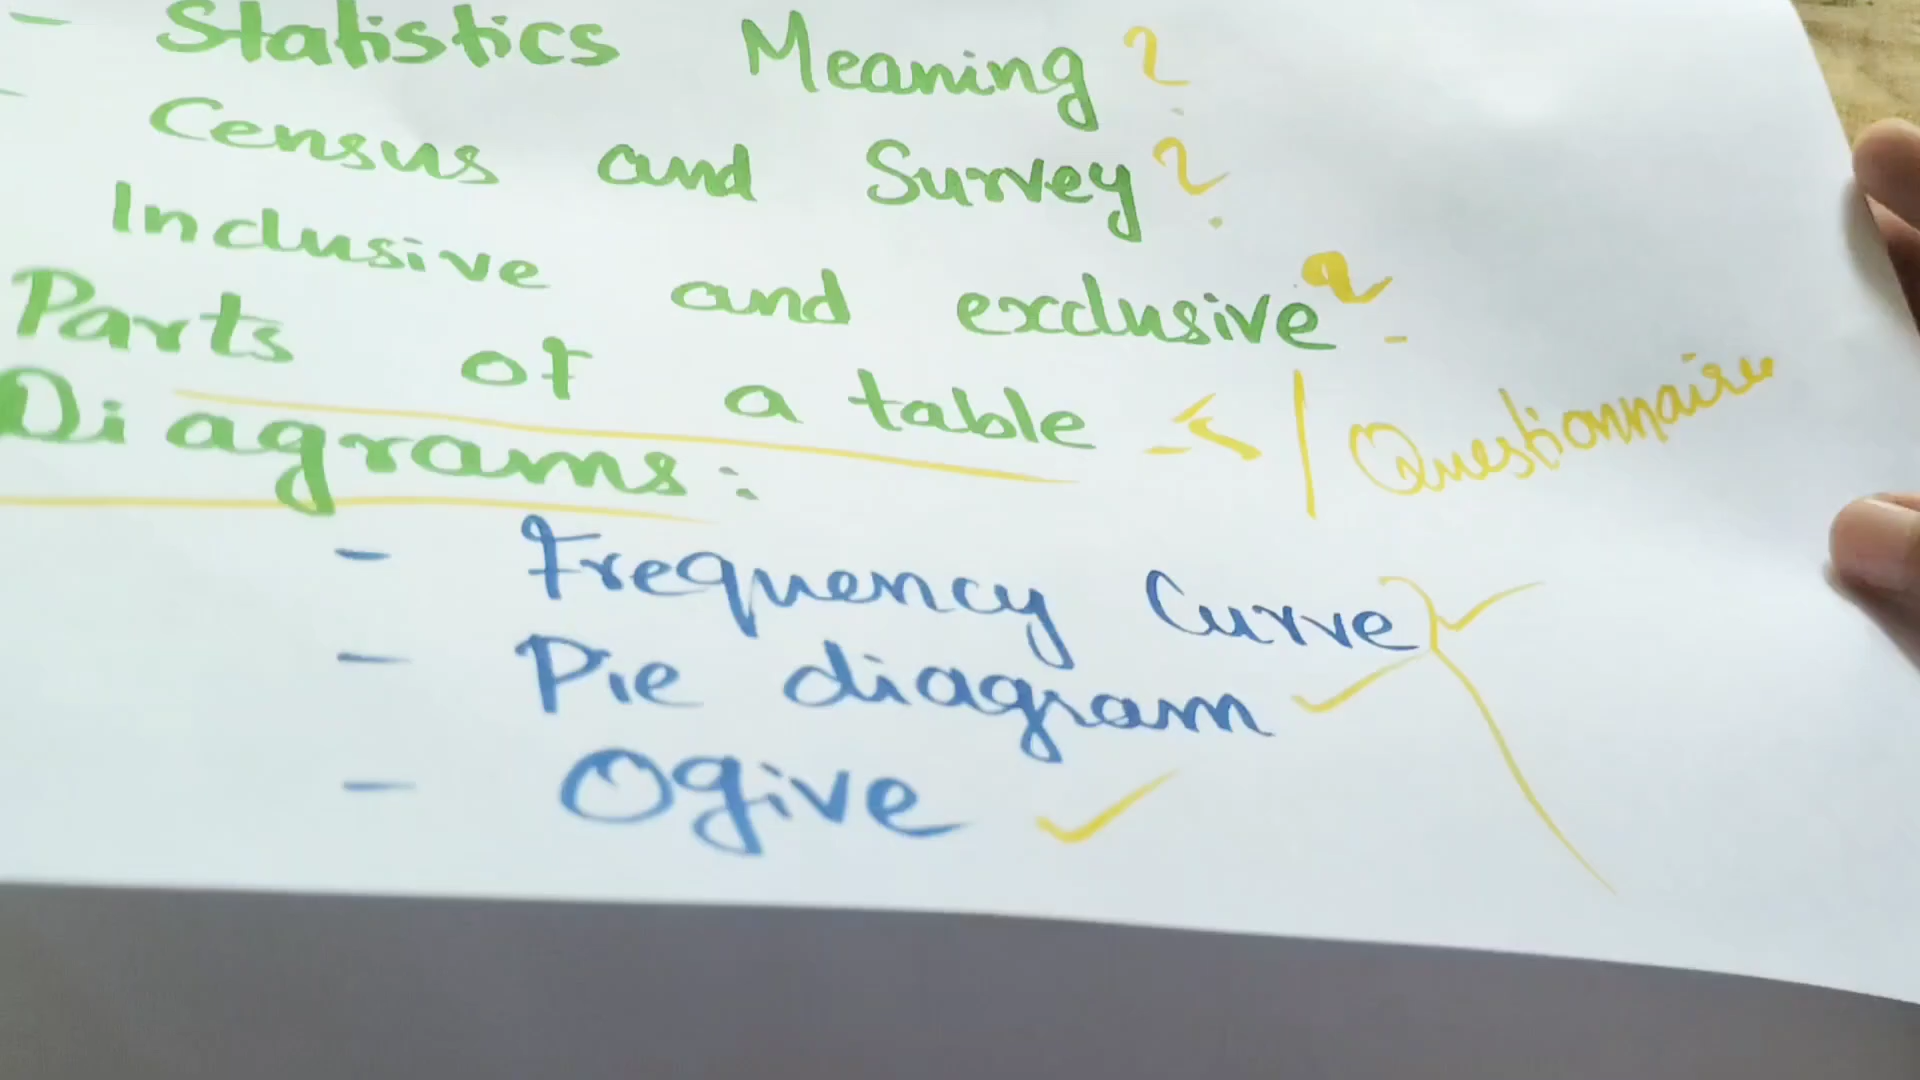 - Statistics Meaning?
- Census and Survey?
Inclusive and exclusive?
Parts of a table - < | Questionnaire
Diagrams:
- Frequency Curve
- Pie diagram
- Ogive